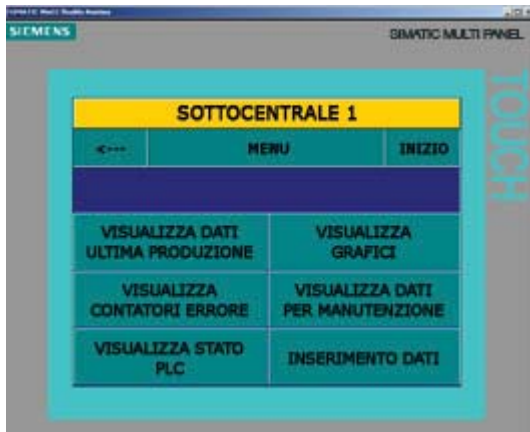 SIEMENS
SIMATIC MULTI PANEL
TOUCH
SOTTOCENTRALE 1
<---
MENU
INIZIO
VISUALIZZA DATI
ULTIMA PRODUZIONE
VISUALIZZA
GRAFICI
VISUALIZZA
CONTATORI ERRORE
VISUALIZZA DATI
PER MANUTENZIONE
VISUALIZZA STATO
PLC
INSERIMENTO DATI